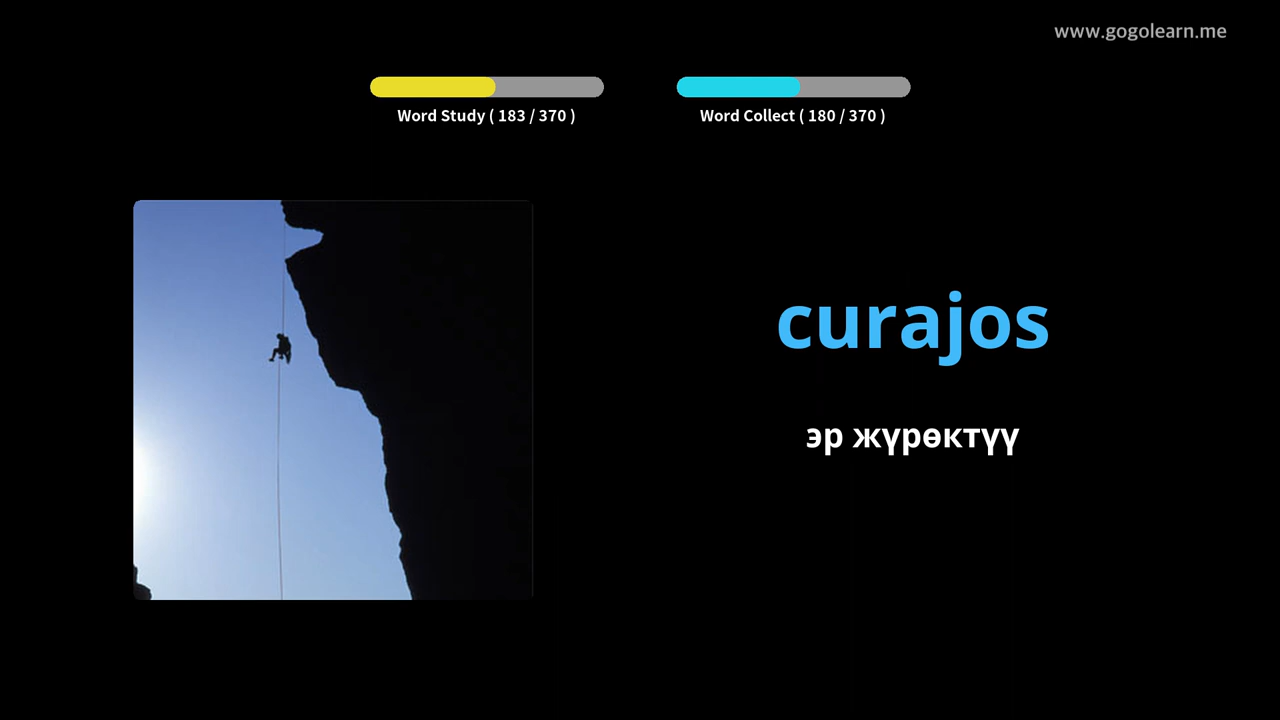 www.gogolearn.me
Word Study ( 183 / 370 )
Word Collect ( 180 / 370 )
curajos
эр жүрөктүү